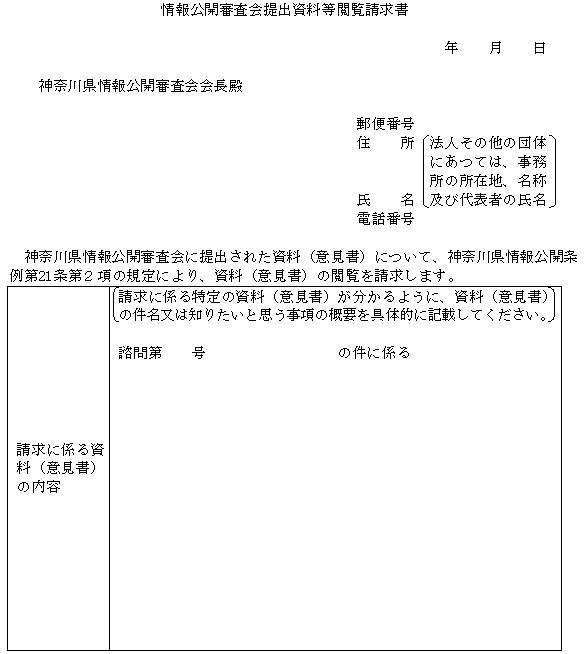 情報公開審査会提出資料等閲覧請求書
年　　月　　日
神奈川県情報公開審査会会長殿
郵便番号
住　　所
法人その他の団体
にあつては、事務
所の所在地、名称
氏　　名
及び代表者の氏名
電話番号
神奈川県情報公開審査会に提出された資料（意見書）について、神奈川県情報公開条
例第21条第２項の規定により、資料（意見書）の閲覧を請求します。
請求に係る特定の資料（意見書）が分かるように、資料（意見書）
の件名又は知りたいと思う事項の概要を具体的に記載してください。
諮問第　　号　　　　　　　　　の件に係る
請求に係る資
料（意見書）
の内容